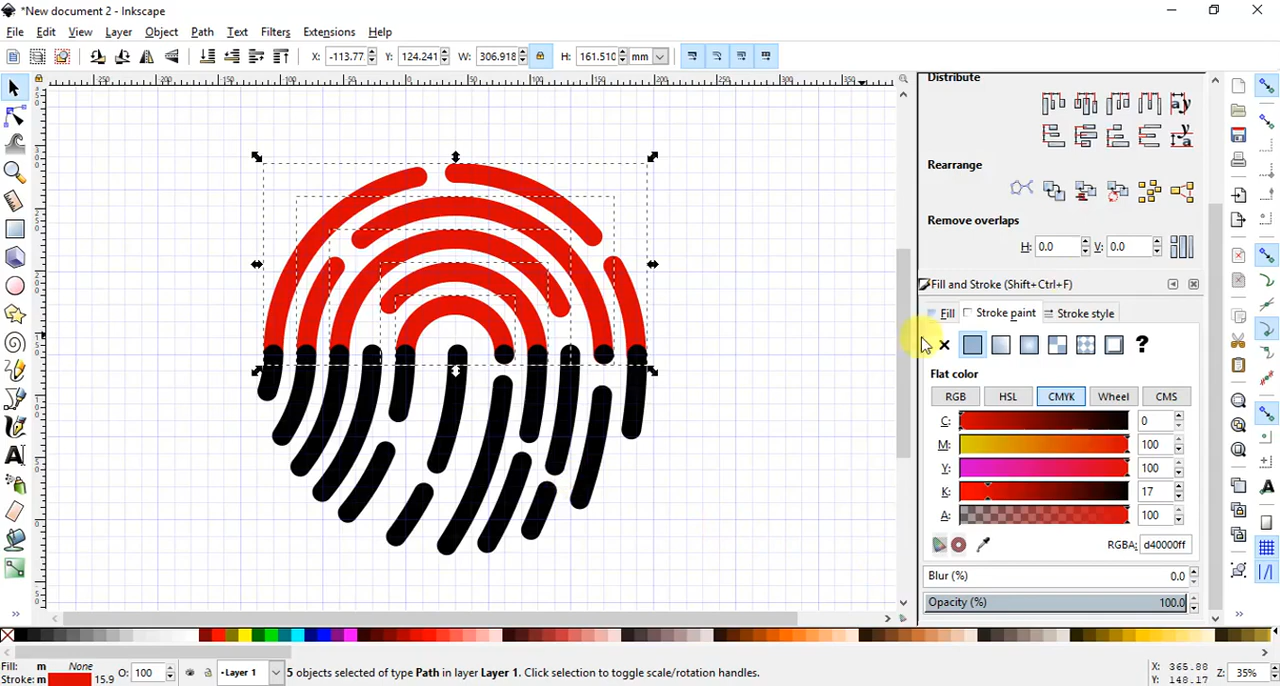 *New document 2 - Inkscape
File Edit View Layer Object Path Text Filters Extensions Help
X: -113.77 Y: 124.241 W: 306.918 H: 161.510 mm
Distribute
Rearrange
Remove overlaps
H: 0.0 V: 0.0
Fill and Stroke (Shift+Ctrl+F)
Fill Stroke paint Stroke style
?
Flat color
RGB HSL CMYK Wheel CMS
C: 0
M: 100
Y: 100
K: 17
A: 100
RGBA: d40000ff
Blur (%) 0.0
Opacity (%) 100.0
Fill: m None
Stroke: m 15.9 O: 100 Layer 1 5 objects selected of type Path in layer Layer 1. Click selection to toggle scale/rotation handles. X: 365.88 Y: 148.17 Z: 35%